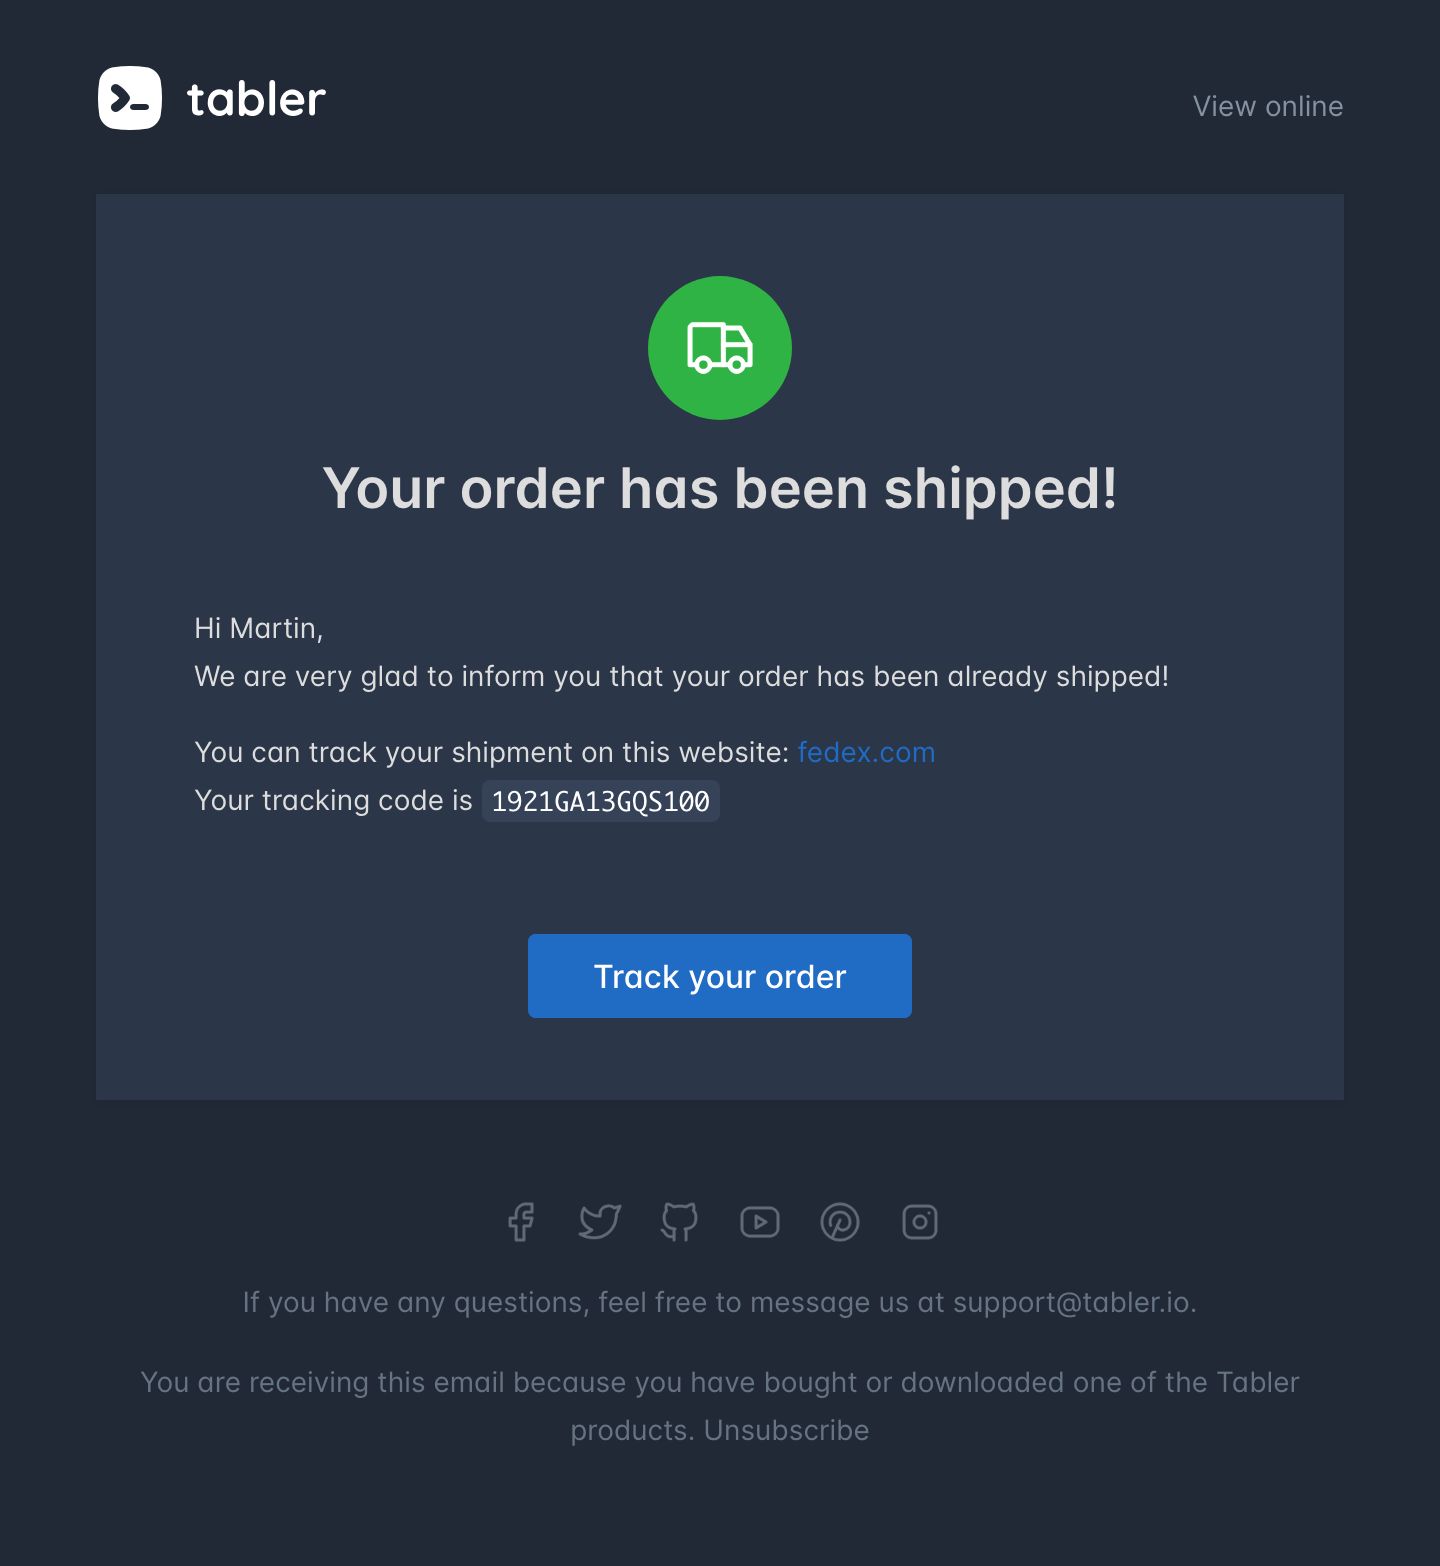 tabler
View online
Your order has been shipped!
Hi Martin,
We are very glad to inform you that your order has been already shipped!
You can track your shipment on this website: fedex.com
Your tracking code is 1921GA13GQS100
Track your order
If you have any questions, feel free to message us at support@tabler.io.
You are receiving this email because you have bought or downloaded one of the Tabler
products. Unsubscribe